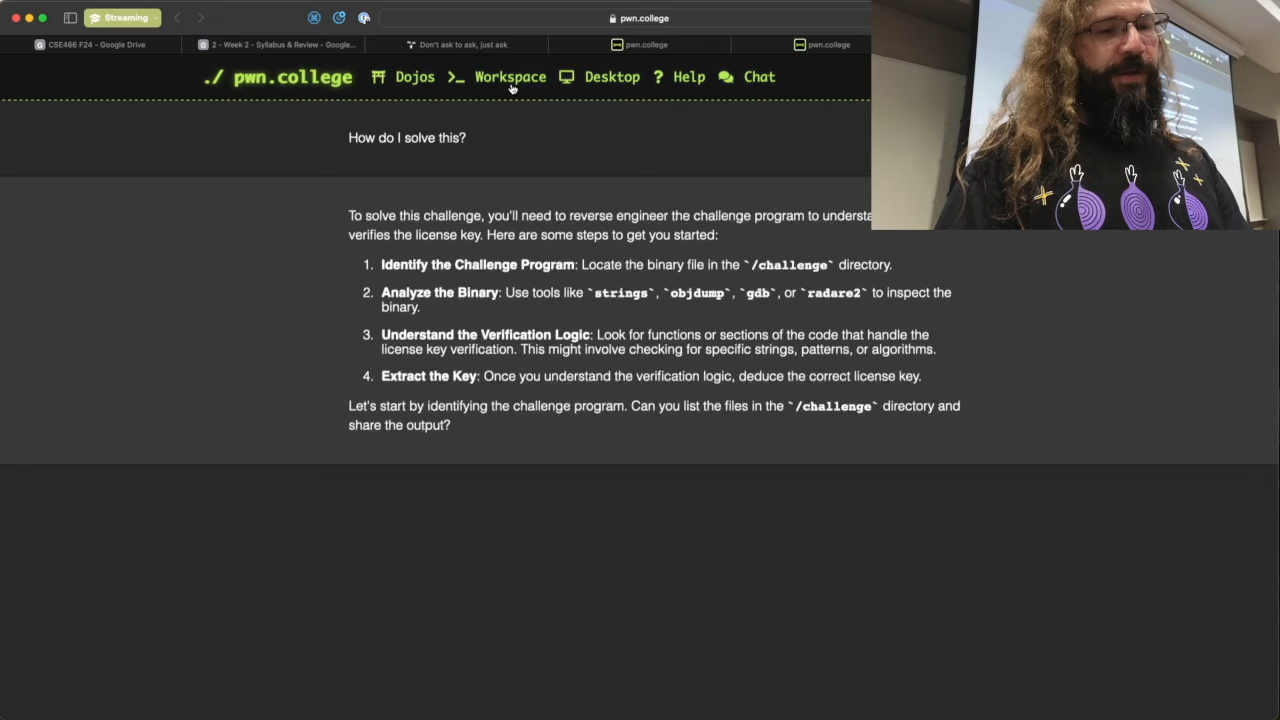 Streaming
pwn.college
CSE466 F24 - Google Drive
2 - Week 2 - Syllabus & Review - Google...
Don't ask to ask, just ask
pwn.college
pwn.college
./ pwn.college
Dojos
>_ Workspace
Desktop
? Help
Chat
How do I solve this?
To solve this challenge, you'll need to reverse engineer the challenge program to
verifies the license key. Here are some steps to get you started:
1. Identify the Challenge Program: Locate the binary file in the `/challenge` directory.
2. Analyze the Binary: Use tools like `strings`, `objdump`, `gdb`, or `radare2` to inspect the
binary.
3. Understand the Verification Logic: Look for functions or sections of the code that handle the
license key verification. This might involve checking for specific strings, patterns, or algorithms.
4. Extract the Key: Once you understand the verification logic, deduce the correct license key.
Let's start by identifying the challenge program. Can you list the files in the `/challenge` directory and
share the output?